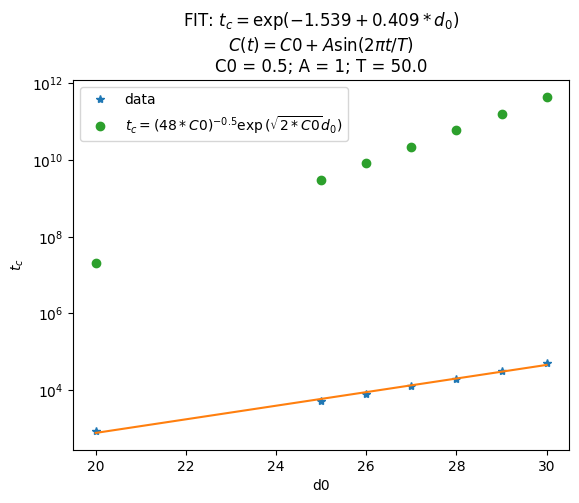 FIT: $t_c = \exp(-1.539 + 0.409 * d_0)$
$C(t) = C0 + A\sin(2\pi t/T)$
C0 = 0.5; A = 1; T = 50.0
data
$t_c = (48 * C0)^{-0.5}\exp(\sqrt{2 * C0}d_0)$
$10^{12}$
$10^{10}$
$10^{8}$
$10^{6}$
$10^{4}$
$t_c$
20 22 24 26 28 30
d0